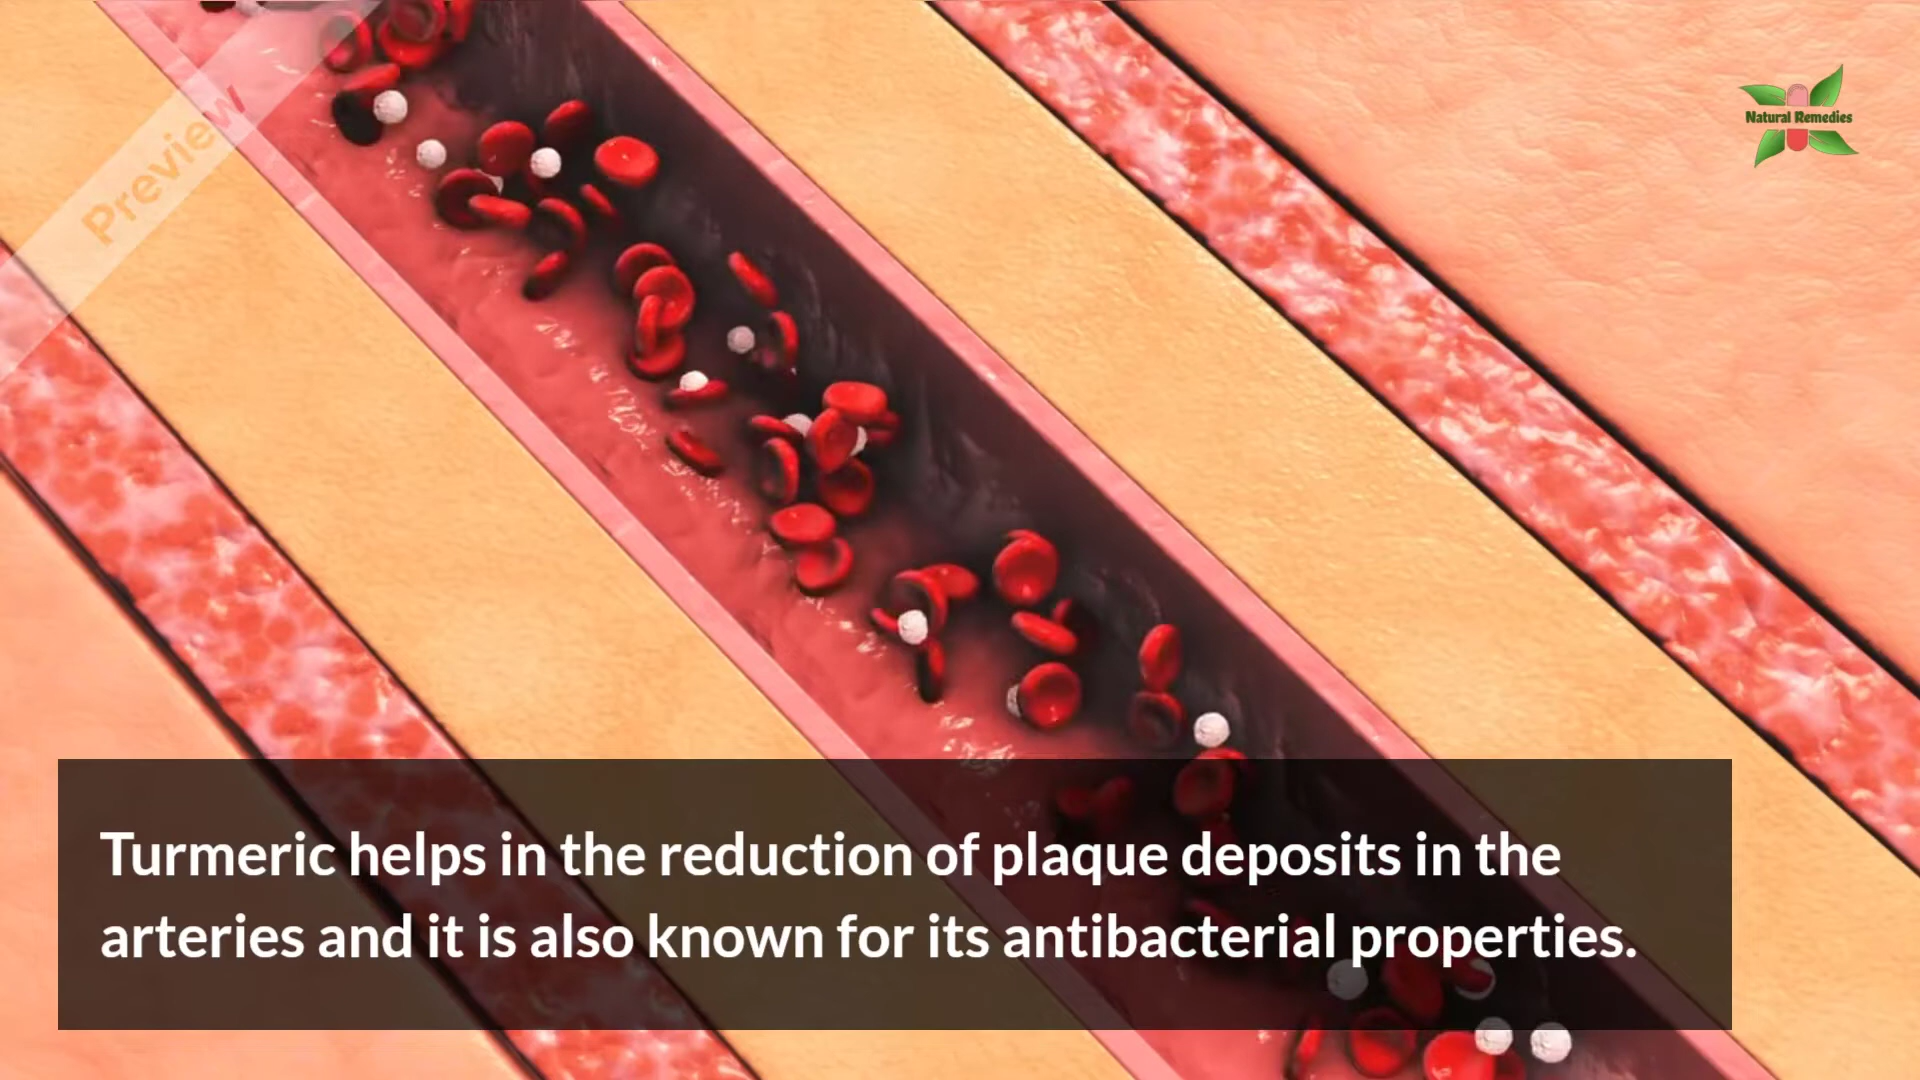 Preview
Natural Remedies
Turmeric helps in the reduction of plaque deposits in the
arteries and it is also known for its antibacterial properties.